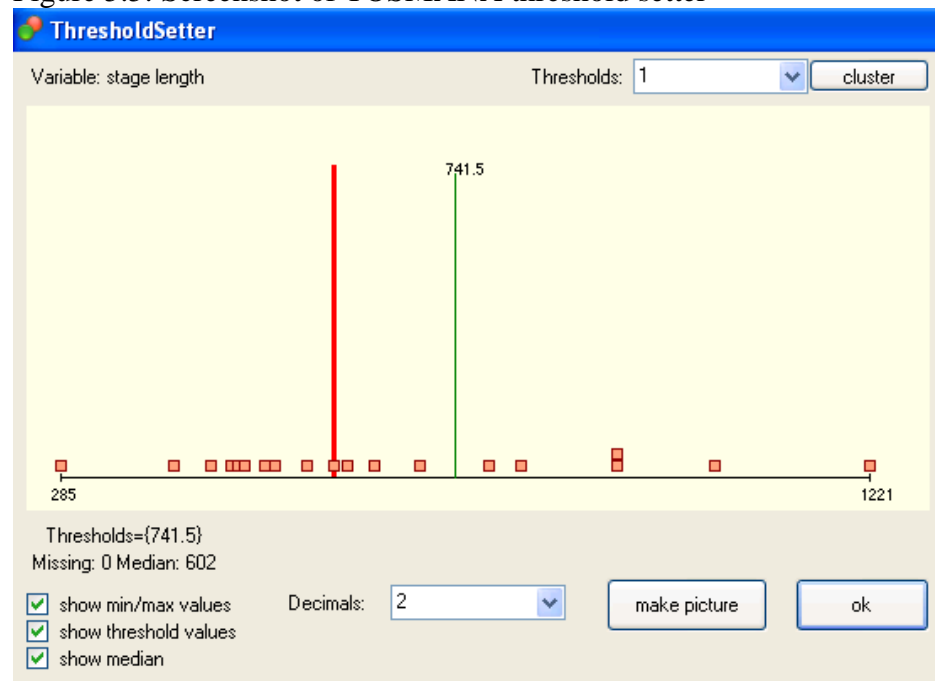 ThresholdSetter
Variable: stage length Thresholds: 1 cluster
741.5
285 1221
Thresholds={741.5}
Missing: 0 Median: 602
show min/max values Decimals: 2 make picture ok
show threshold values
show median